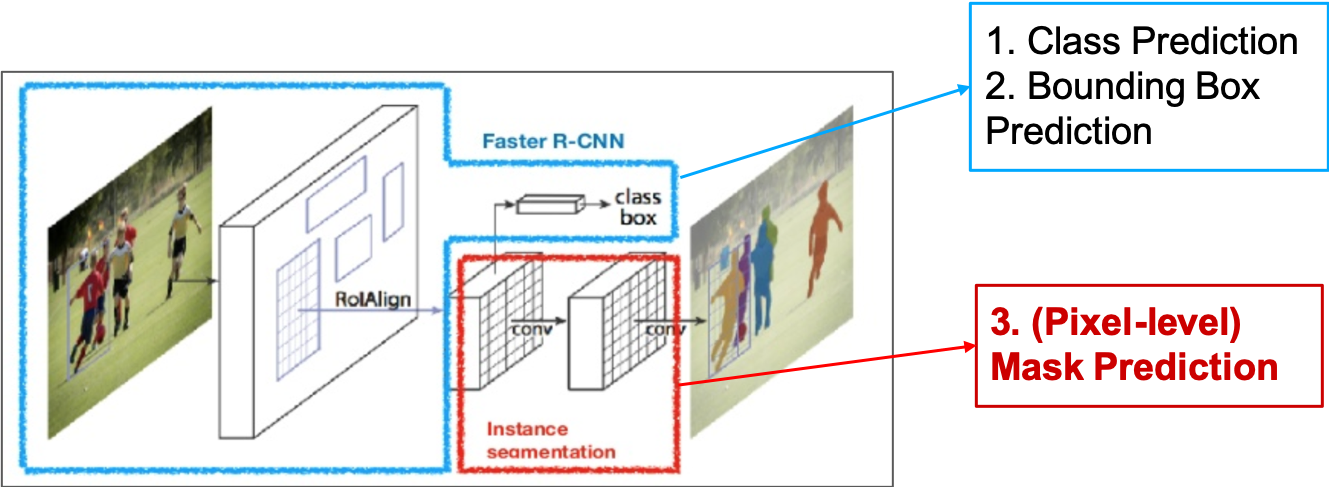 1. Class Prediction
2. Bounding Box
Prediction
Faster R-CNN
class
box
RoIAlign
conv
conv
3. (Pixel-level)
Mask Prediction
Instance
segmentation